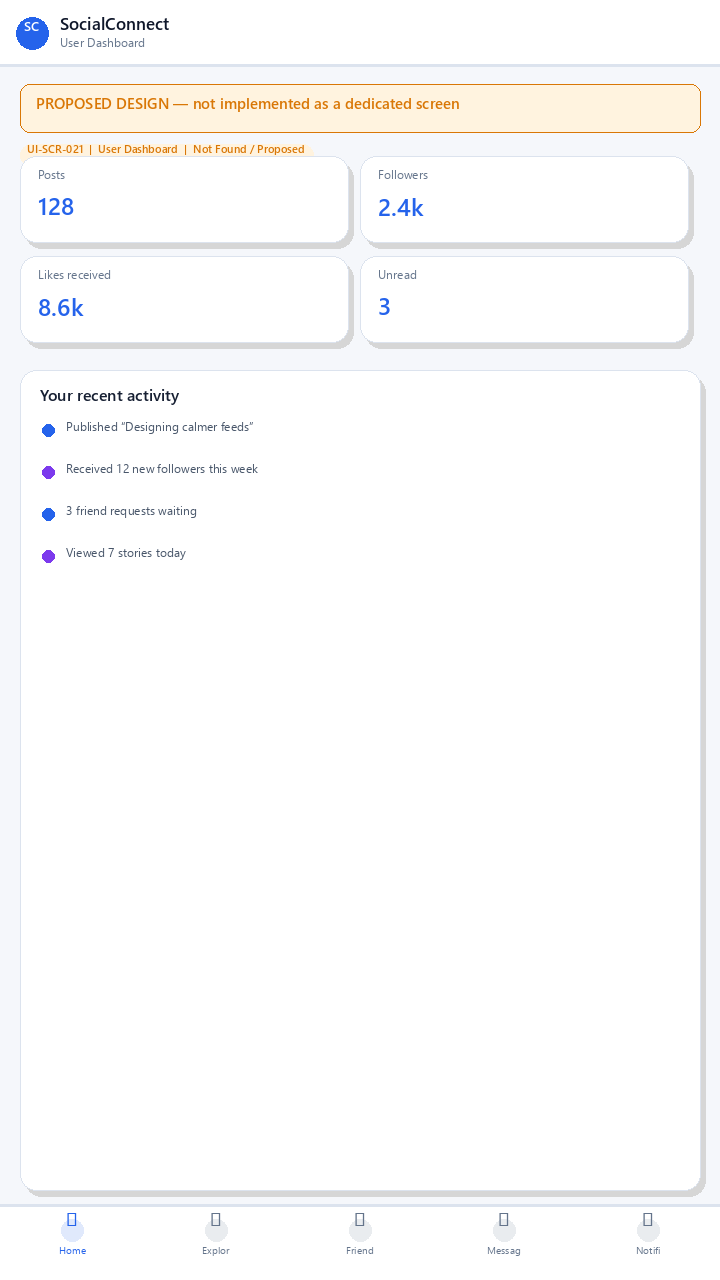 SC
SocialConnect
User Dashboard
PROPOSED DESIGN — not implemented as a dedicated screen
UI-SCR-021 | User Dashboard | Not Found / Proposed
Posts
128
Followers
2.4k
Likes received
8.6k
Unread
3
Your recent activity
Published “Designing calmer feeds”
Received 12 new followers this week
3 friend requests waiting
Viewed 7 stories today
Home
Explor
Friend
Messag
Notifi